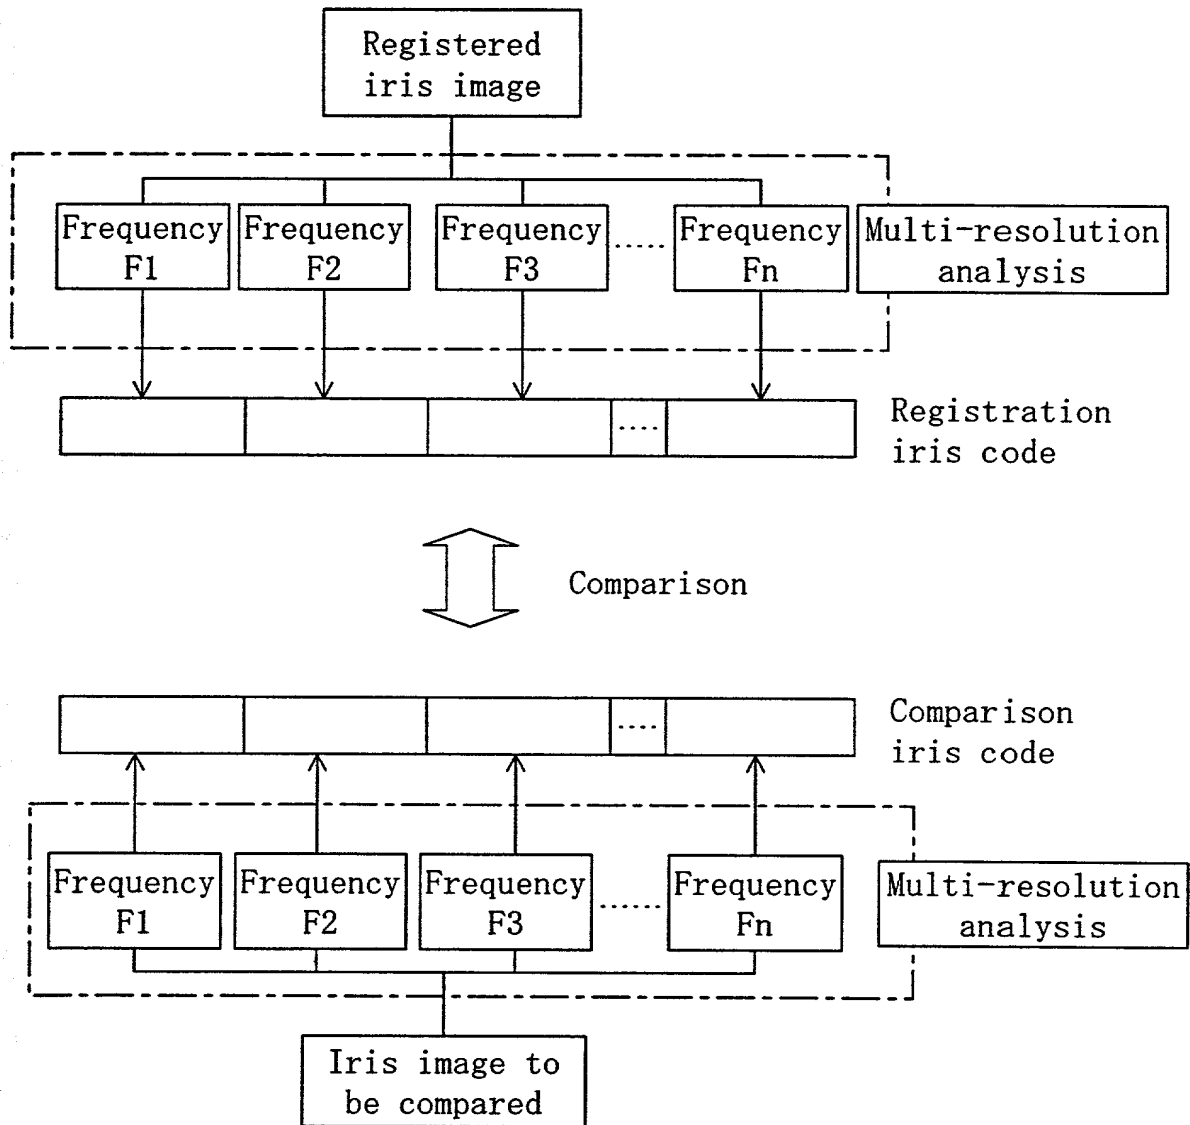 Registered
iris image
Frequency
F1
Frequency
F2
Frequency
F3
.....
Frequency
Fn
Multi-resolution
analysis
....
Registration
iris code
Comparison
....
Comparison
iris code
Frequency
F1
Frequency
F2
Frequency
F3
......
Frequency
Fn
Multi-resolution
analysis
Iris image to
be compared